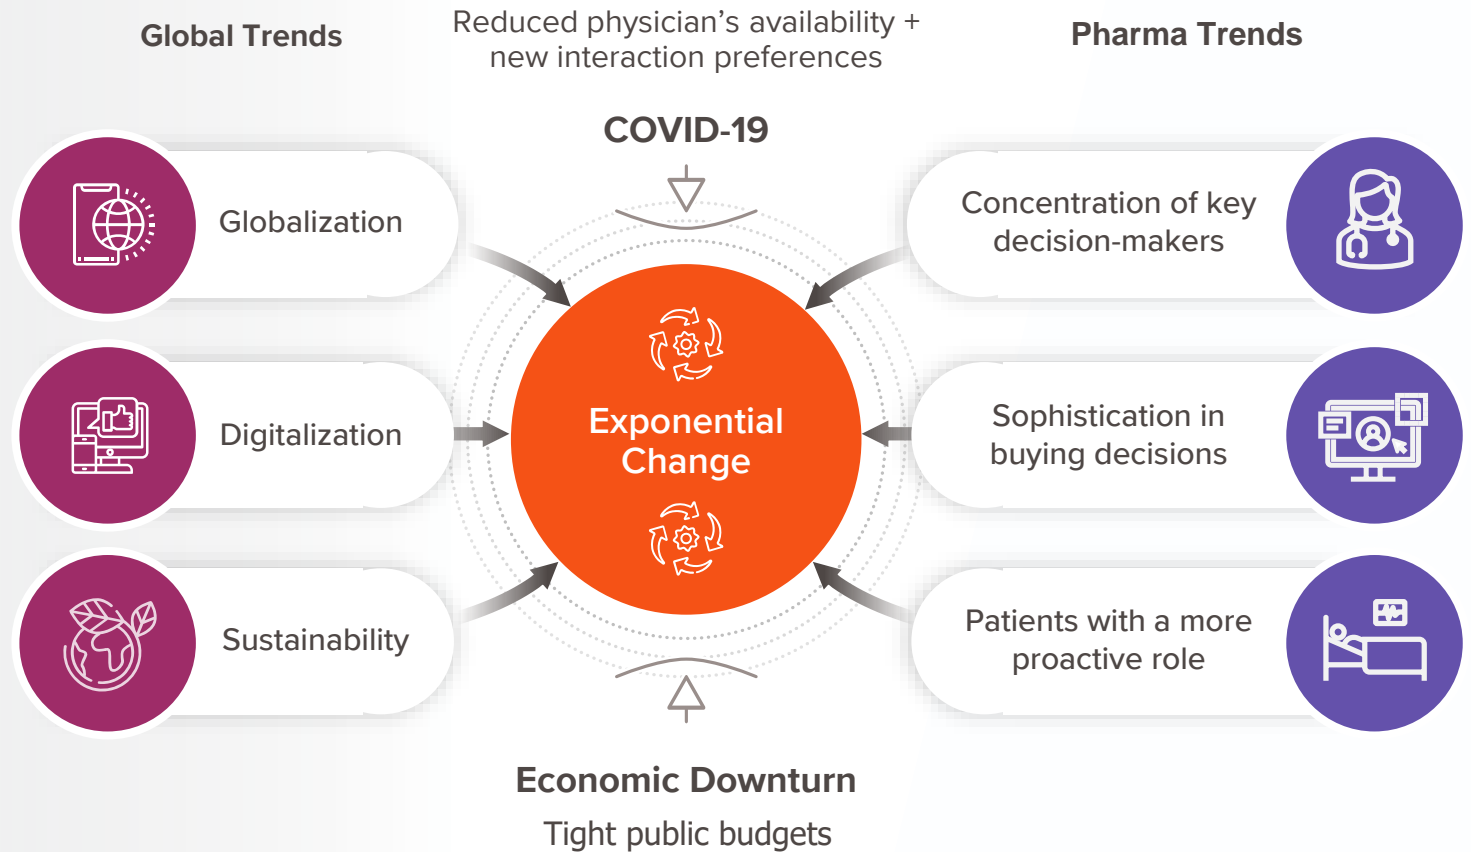 Global Trends
Reduced physician’s availability +
new interaction preferences
Pharma Trends
COVID-19
Globalization
Concentration of key
decision-makers
Digitalization
Exponential
Change
Sophistication in
buying decisions
Sustainability
Patients with a more
proactive role
Economic Downturn
Tight public budgets